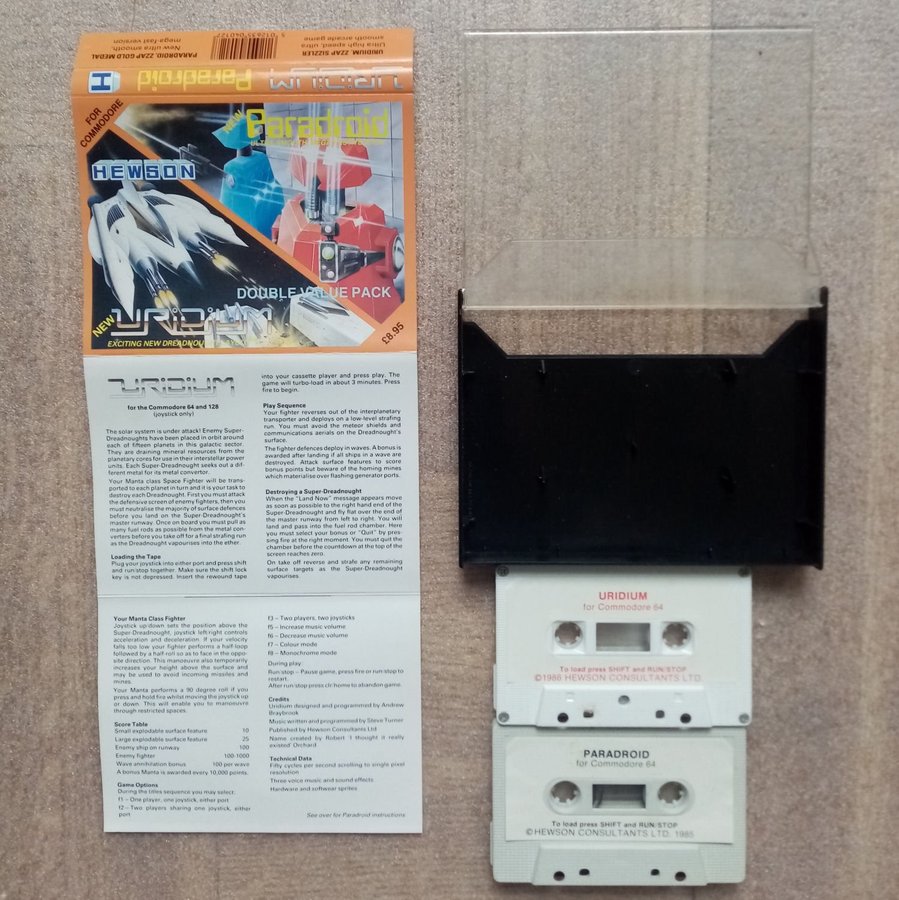 URIDIUM, ZZAP SIZZLER
Ultra high speed, ultra
smooth arcade game
5 012635 040127
PARADROID, ZZAP GOLD MEDAL
New ultra smooth,
mega-fast version
URIDIUM
Paradroid
H
FOR
COMMODORE
NEW
Paradroid
HEWSON
DOUBLE VALUE PACK
NEW
URIDIUM
EXCITING NEW
£8.95
URIDIUM
for the Commodore 64 and 128
(joystick only)
The solar system is under attack! Enemy Super-
Dreadnoughts have been placed in orbit around
each of fifteen planets in this galactic sector.
They are draining mineral resources from the
planetary cores for use in their interstellar power
units. Each Super-Dreadnought seeks out a dif-
ferent metal for its metal convertor.
Your Manta class Space Fighter will be trans-
ported to each planet in turn and it is your task to
destroy each Dreadnought. First you must attack
the defensive screen of enemy fighters, then you
must neutralise the majority of surface defences
before you land on the Super-Dreadnought's
master runway. Once on board you must pull as
many fuel rods as possible from the metal con-
verters before you take off for a final strafing run
as the Dreadnought vapourises into the ether.
Loading the Tape
Plug your joystick into either port and press shift
and run/stop together. Make sure the shift lock
key is not depressed. Insert the rewound tape
into your cassette player and press play. The
game will turbo-load in about 3 minutes. Press
fire to begin.
Play Sequence
Your fighter reverses out of the interplanetary
transporter and deploys on a low-level strafing
run. You must avoid the meteor shields and
communications aerials on the Dreadnought's
surface.
The fighter defences deploy in waves. A bonus is
awarded after landing if all ships in a wave are
destroyed. Attack surface features to score
bonus points but beware of the homing mines
which materialise over flashing generator ports.
Destroying a Super-Dreadnought
When the "Land Now" message appears move
as soon as possible to the right hand end of the
Super-Dreadnought and fly flat over the end of
the master runway from left to right. You will
land and pass into the fuel rod chamber. Here
you must select your bonus or "Quit" by pres-
sing fire at the right moment. You must quit the
chamber before the countdown at the top of the
screen reaches zero.
On take off reverse and strafe any remaining
surface targets as the Super-Dreadnought
vapourises.
Your Manta Class Fighter
Joystick up/down sets the position above the
Super-Dreadnought, joystick left/right controls
acceleration and deceleration. If your velocity
falls too low your fighter performs a half-loop
followed by a half-roll so as to face in the oppo-
site direction. This manoeuvre also temporarily
increases your height above the surface and
may be used to avoid incoming missiles and
mines.
Your Manta performs a 90 degree roll if you
press and hold fire whilst moving the joystick up
or down. This will enable you to manoeuvre
through restricted spaces.
Score Table
Small explodable surface feature 10
Large explodable surface feature 25
Enemy ship on runway 100
Enemy fighter 100-1000
Wave annihilation bonus 100 per wave
A bonus Manta is awarded every 10,000 points.
Game Options
During the titles sequence you may select:
f1 – One player, one joystick, either port
f2 – Two players sharing one joystick, either
port
f3 – Two players, two joysticks
f5 – Increase music volume
f6 – Decrease music volume
f7 – Colour mode
f8 – Monochrome mode
During play:
Run/stop – Pause game, press fire or run/stop to
restart.
After run/stop press clr/home to abandon game.
Credits
Uridium designed and programmed by Andrew
Braybrook
Music written and programmed by Steve Turner
Published by Hewson Consultants Ltd
Name created by Robert 'I thought it really
existed' Orchard
Technical Data
Fifty cycles per second scrolling to single pixel
resolution
Three voice music and sound effects
Hardware and softwear sprites
See over for Paradroid instructions
URIDIUM
for Commodore 64
To load press SHIFT and RUN/STOP
©1986 HEWSON CONSULTANTS LTD.
PARADROID
for Commodore 64
To load press SHIFT and RUN/STOP
©HEWSON CONSULTANTS LTD. 1985